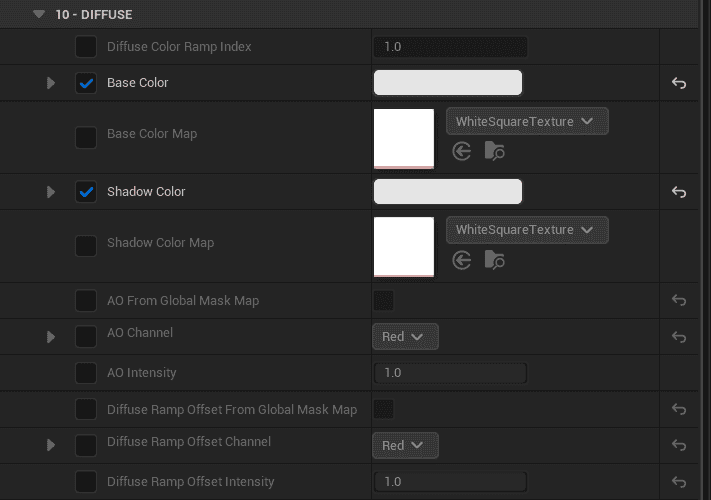 10 - DIFFUSE
Diffuse Color Ramp Index 1.0
Base Color
Base Color Map WhiteSquareTexture
Shadow Color
Shadow Color Map WhiteSquareTexture
AO From Global Mask Map
AO Channel Red
AO Intensity 1.0
Diffuse Ramp Offset From Global Mask Map
Diffuse Ramp Offset Channel Red
Diffuse Ramp Offset Intensity 1.0